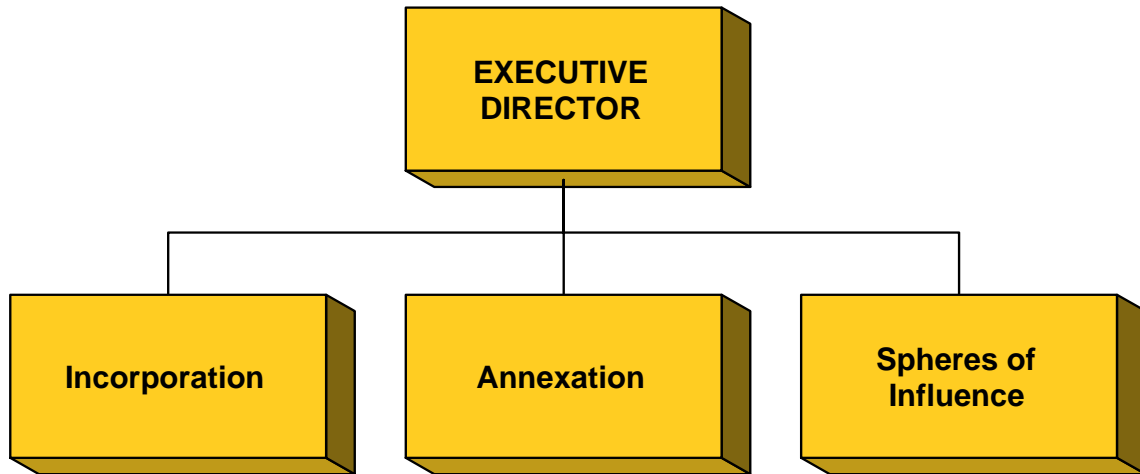 EXECUTIVE
DIRECTOR
Incorporation
Annexation
Spheres of
Influence